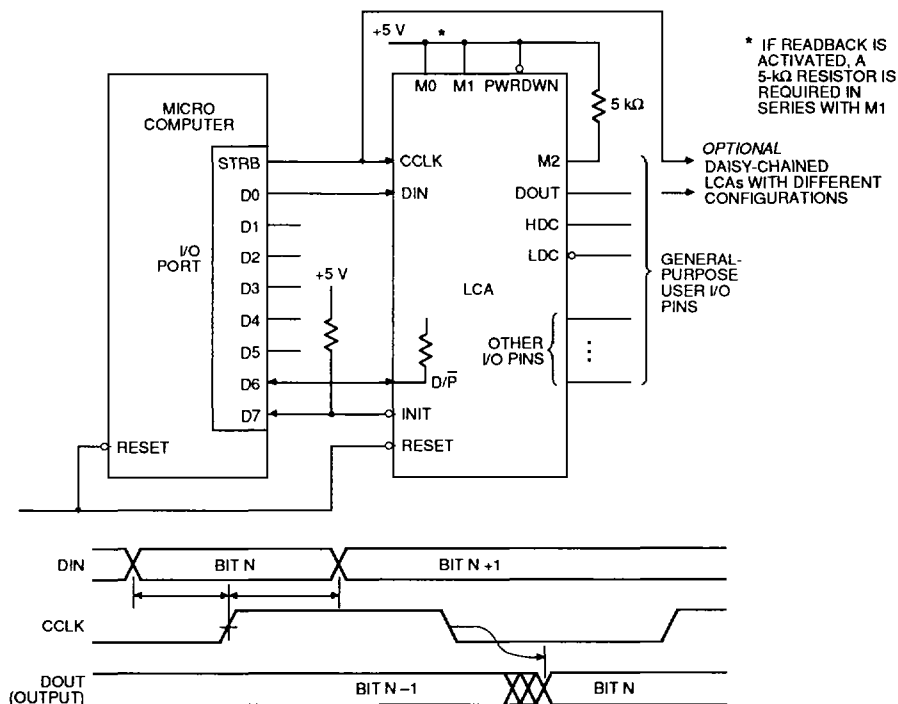 +5 V
*
* IF READBACK IS
ACTIVATED, A
5-kΩ RESISTOR IS
REQUIRED IN
SERIES WITH M1
MICRO
COMPUTER
M0 M1 PWRDWN
5 kΩ
STRB
CCLK
M2
OPTIONAL
DAISY-CHAINED
LCAs WITH DIFFERENT
CONFIGURATIONS
D0
DIN
DOUT
D1
HDC
I/O
PORT
D2
LDC
GENERAL-
PURPOSE
USER I/O
PINS
+5 V
D3
LCA
D4
OTHER
I/O PINS
D5
D6
D/P̅
D7
INIT
RESET
RESET
DIN
BIT N
BIT N +1
CCLK
DOUT
(OUTPUT)
BIT N –1
BIT N